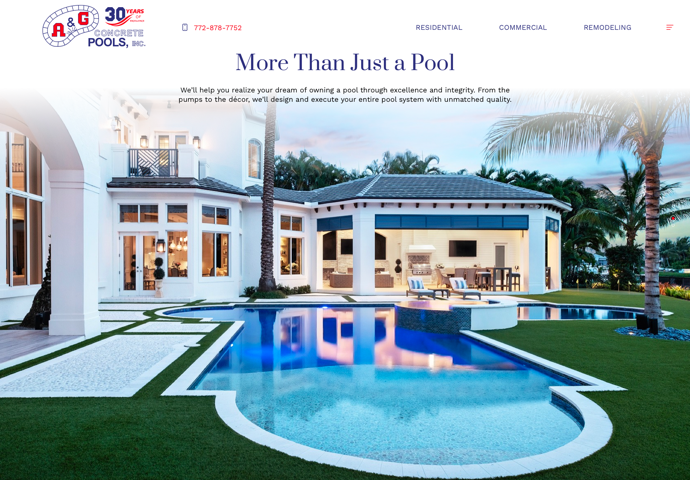 A & G
30 YEARS
CONCRETE
POOLS, INC.
772-878-7752
RESIDENTIAL
COMMERCIAL
REMODELING
More Than Just a Pool
We'll help you realize your dream of owning a pool through excellence and integrity. From the
pumps to the décor, we'll design and execute your entire pool system with unmatched quality.